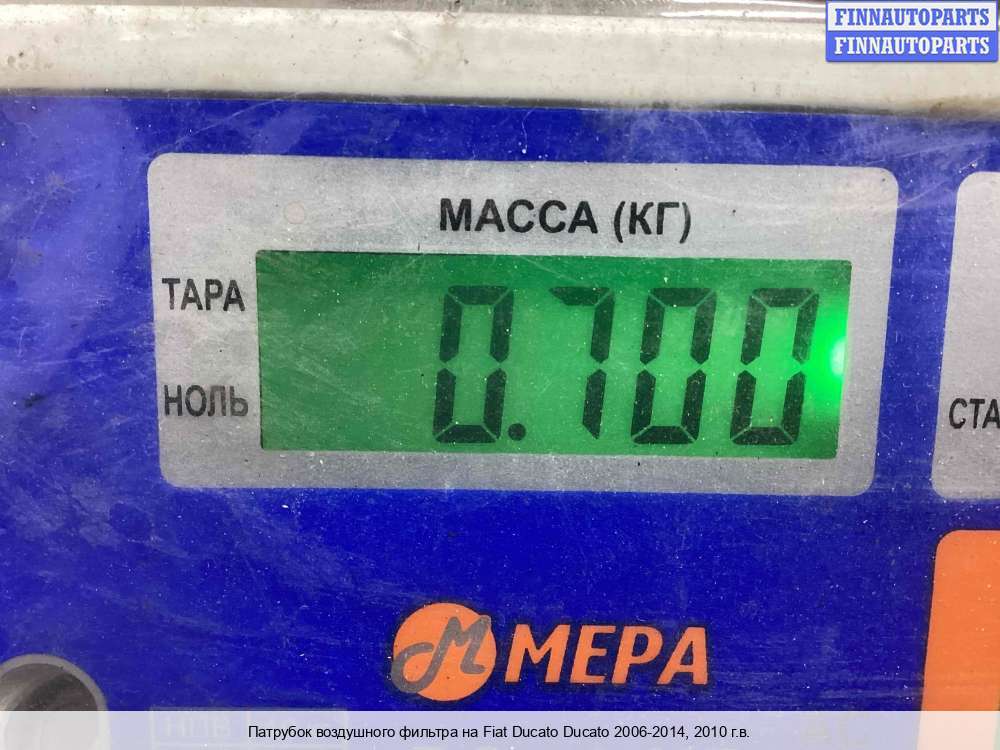 FINNAUTOPARTS
FINNAUTOPARTS
МАССА (КГ)
ТАРА
0.700
НОЛЬ
СТА
МЕРА
Патрубок воздушного фильтра на Fiat Ducato Ducato 2006-2014, 2010 г.в.